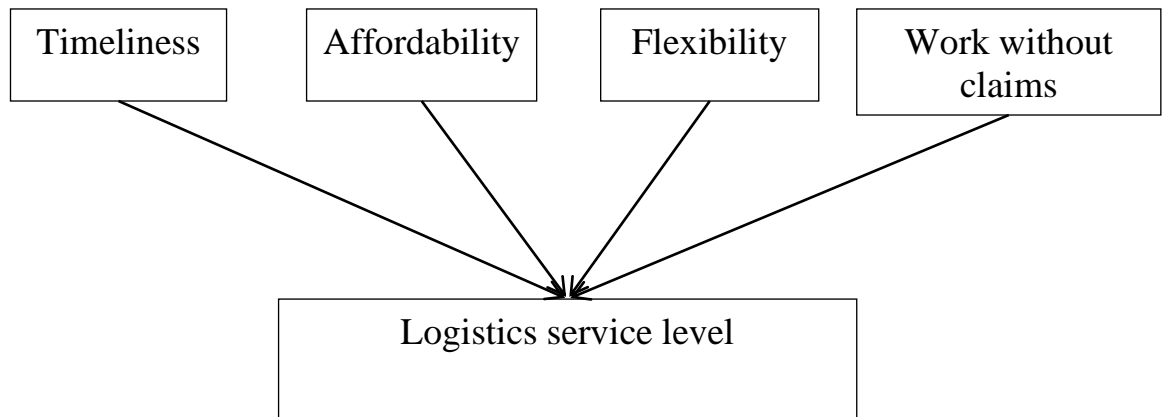 Timeliness
Affordability
Flexibility
Work without
claims
Logistics service level